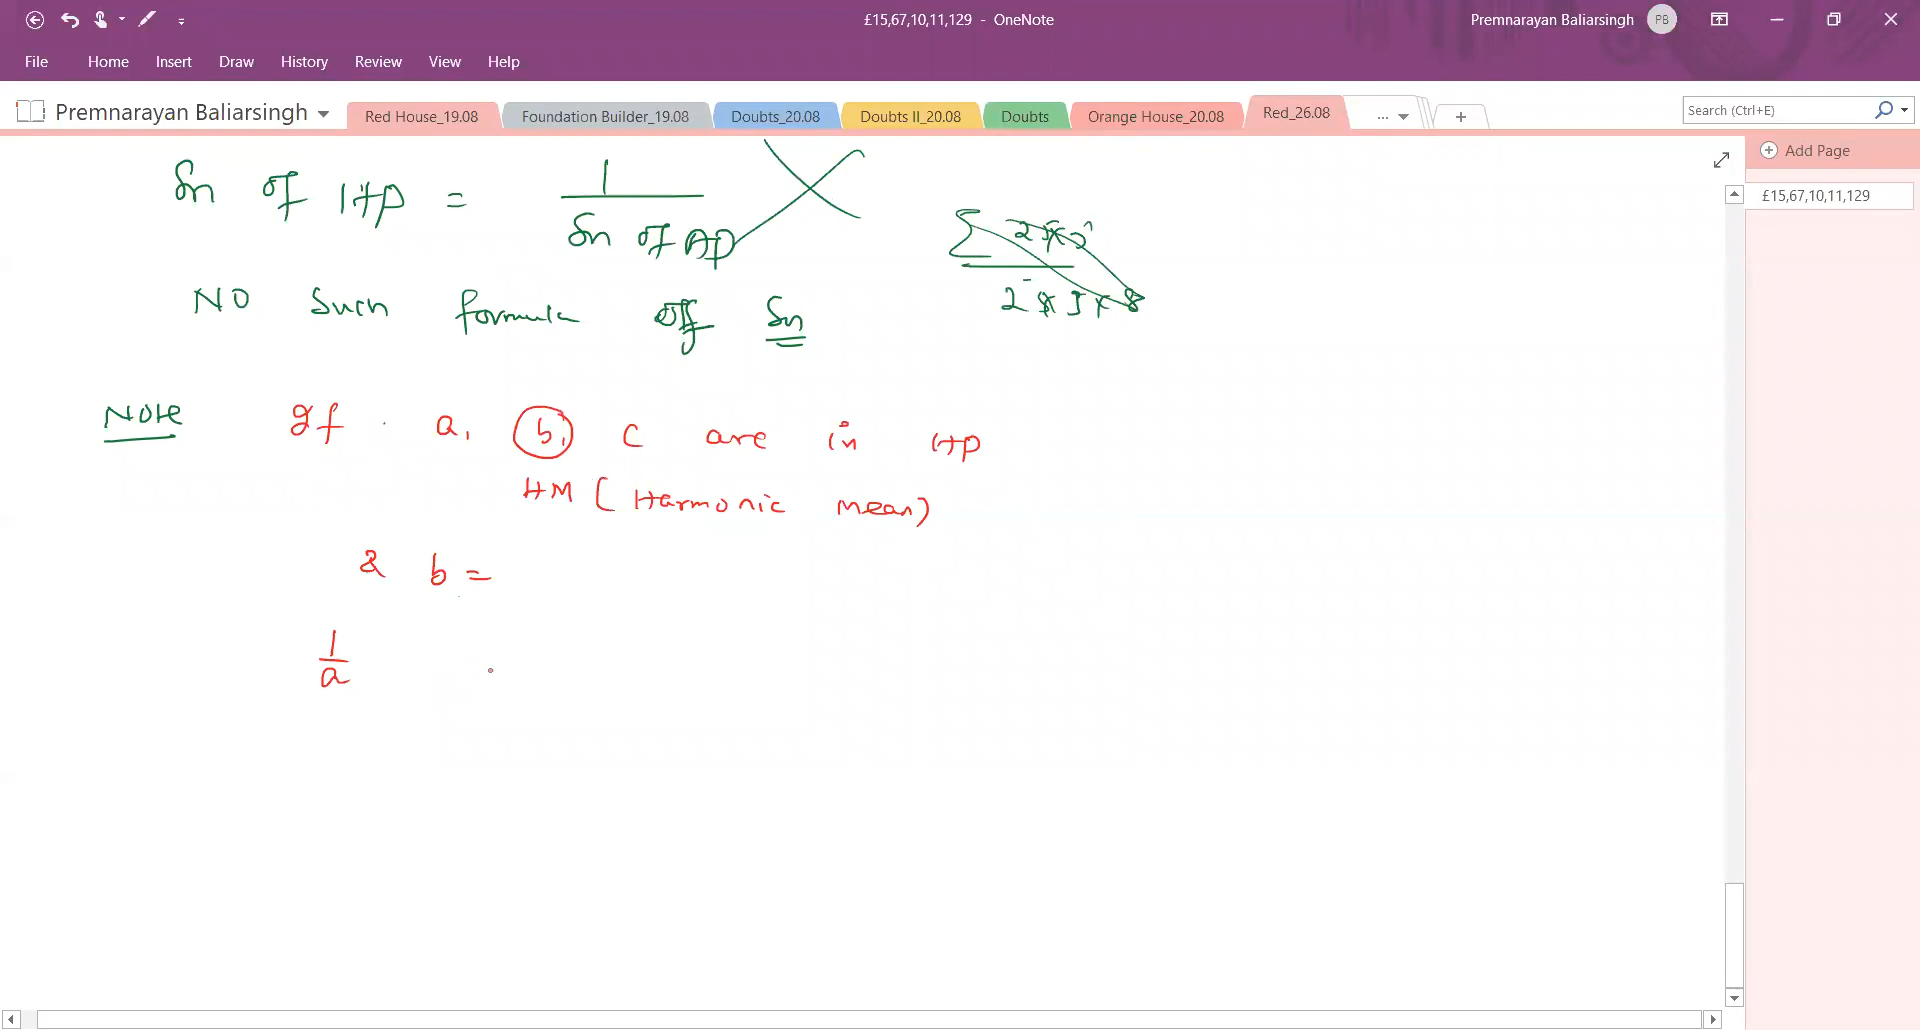 £15,67,10,11,129 - OneNote
Premnarayan Baliarsingh PB
File Home Insert Draw History Review View Help
Premnarayan Baliarsingh
Red House_19.08 Foundation Builder_19.08 Doubts_20.08 Doubts II_20.08 Doubts Orange House_20.08 Red_26.08 ... +
Search (Ctrl+E)
Add Page
£15,67,10,11,129
Sn of HP = 1 / Sn of AP
NO Such formula of Sn
Note If a, b, c are in HP
HM (Harmonic mean)
& b =
1/a